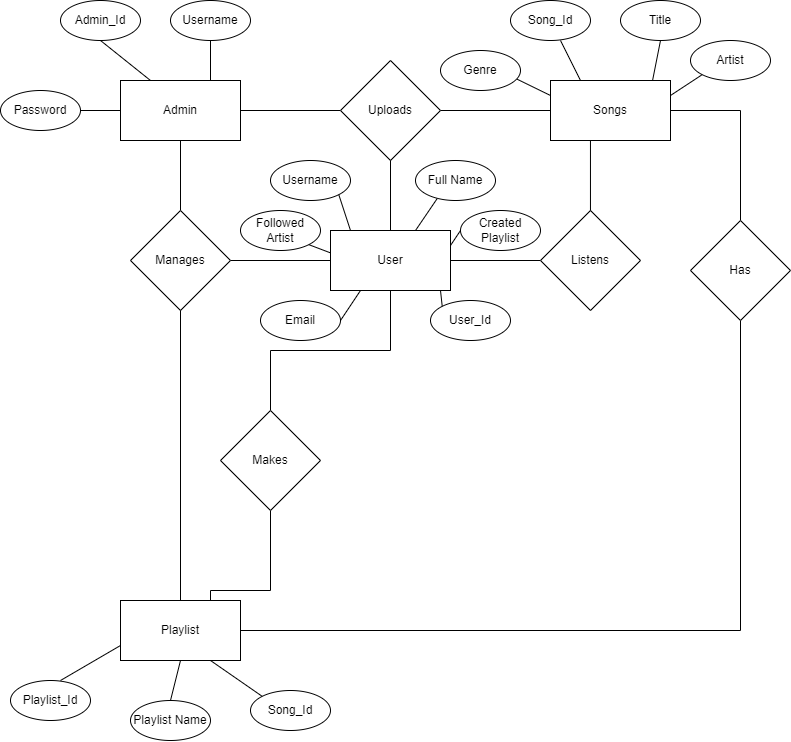 Admin_Id
Username
Song_Id
Title
Genre
Artist
Password
Admin
Uploads
Songs
Username
Full Name
Followed
Artist
Created
Playlist
Manages
User
Listens
Has
Email
User_Id
Makes
Playlist
Playlist_Id
Playlist Name
Song_Id